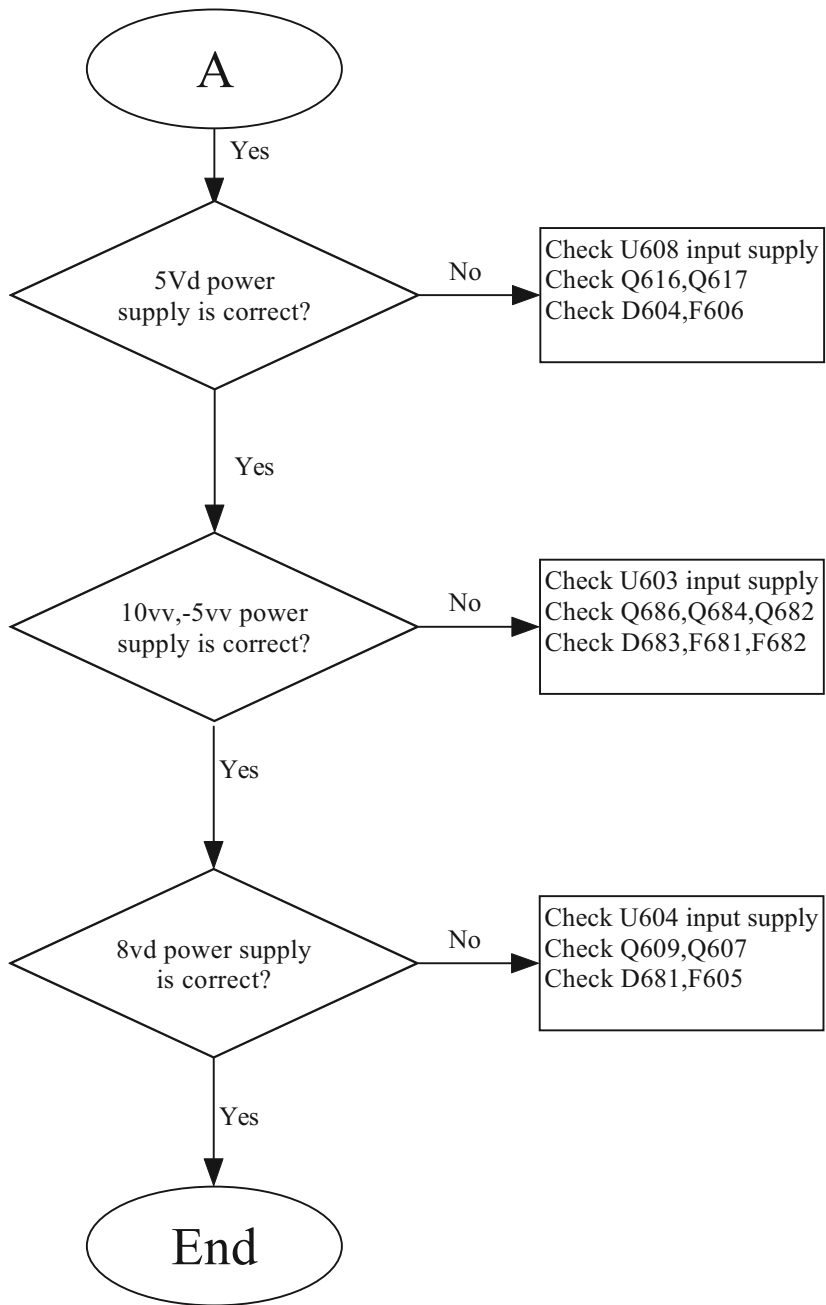 A
Yes
5Vd power
supply is correct?
No
Check U608 input supply
Check Q616,Q617
Check D604,F606
Yes
10vv,-5vv power
supply is correct?
No
Check U603 input supply
Check Q686,Q684,Q682
Check D683,F681,F682
Yes
8vd power supply
is correct?
No
Check U604 input supply
Check Q609,Q607
Check D681,F605
Yes
End